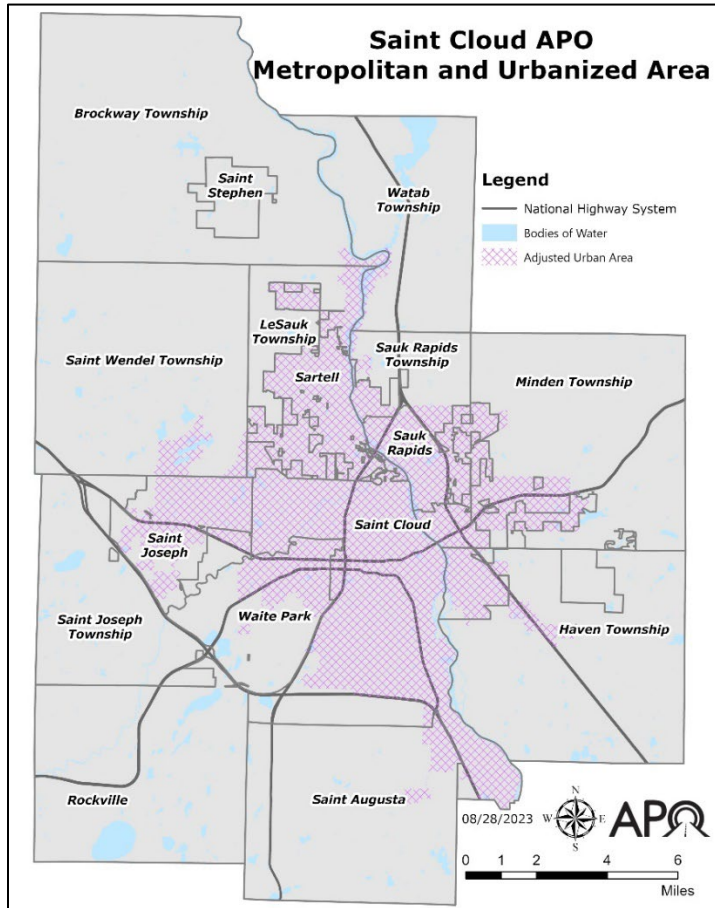 Saint Cloud APO
Metropolitan and Urbanized Area
Brockway Township
Saint
Stephen
Watab
Township
Legend
National Highway System
Bodies of Water
Adjusted Urban Area
LeSauk
Township
Saint Wendel Township
Sartell
Sauk Rapids
Township
Minden Township
Sauk
Rapids
Saint Cloud
Saint
Joseph
Saint Joseph
Township
Waite Park
Haven Township
Rockville
Saint Augusta
08/28/2023
N
W
E
S
APO
0 1 2 4 6
Miles